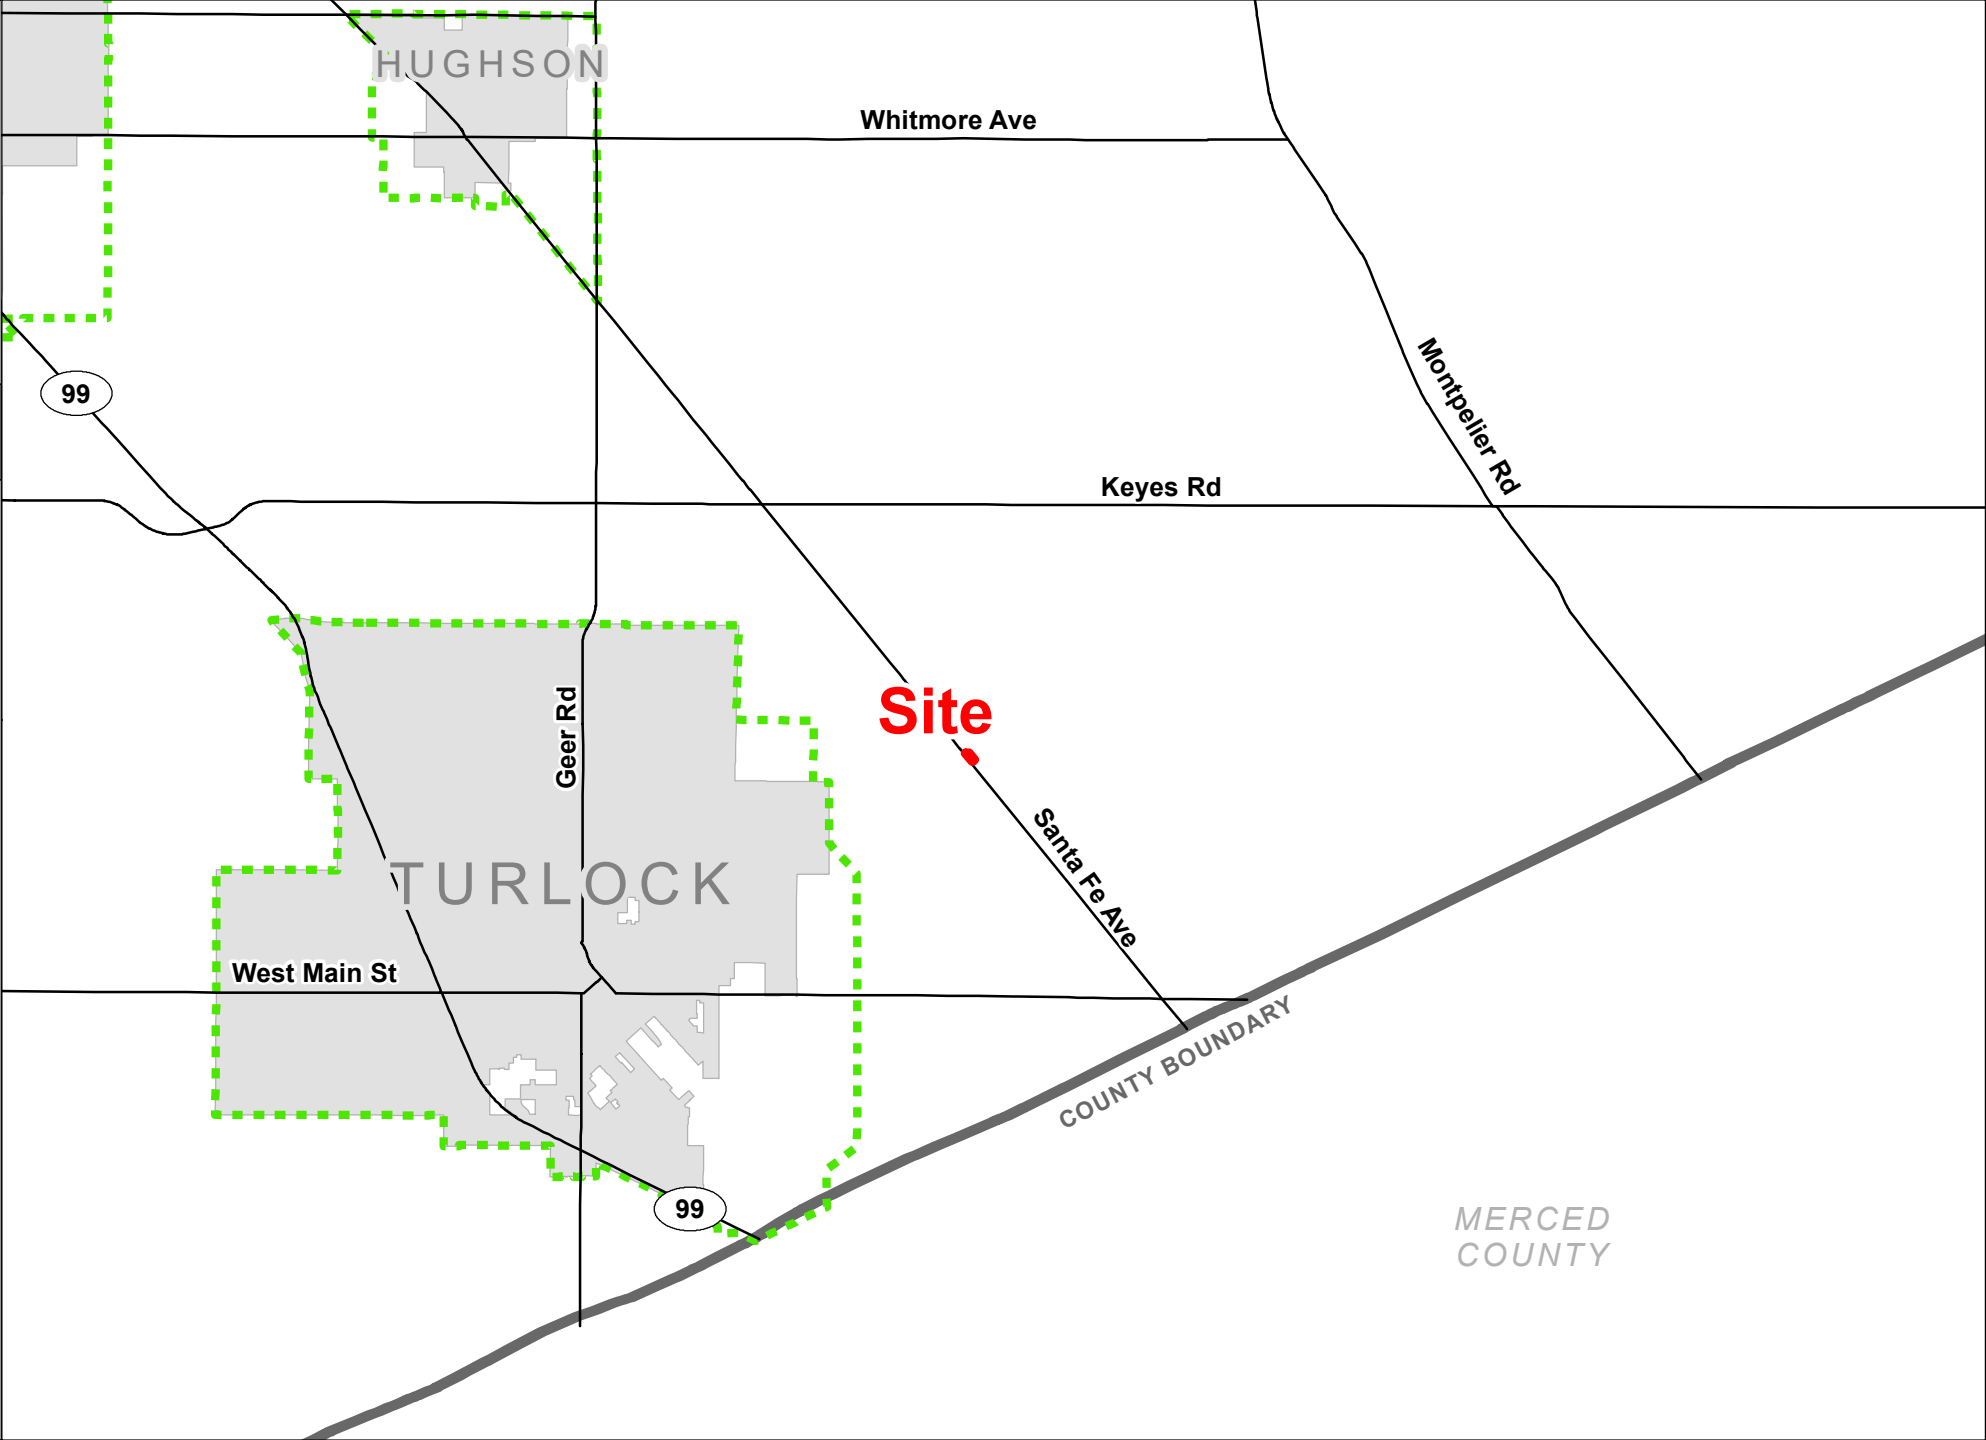 HUGHSON
Whitmore Ave
Montpelier Rd
99
Keyes Rd
Site
Geer Rd
Santa Fe Ave
TURLOCK
West Main St
COUNTY BOUNDARY
99
MERCED
COUNTY